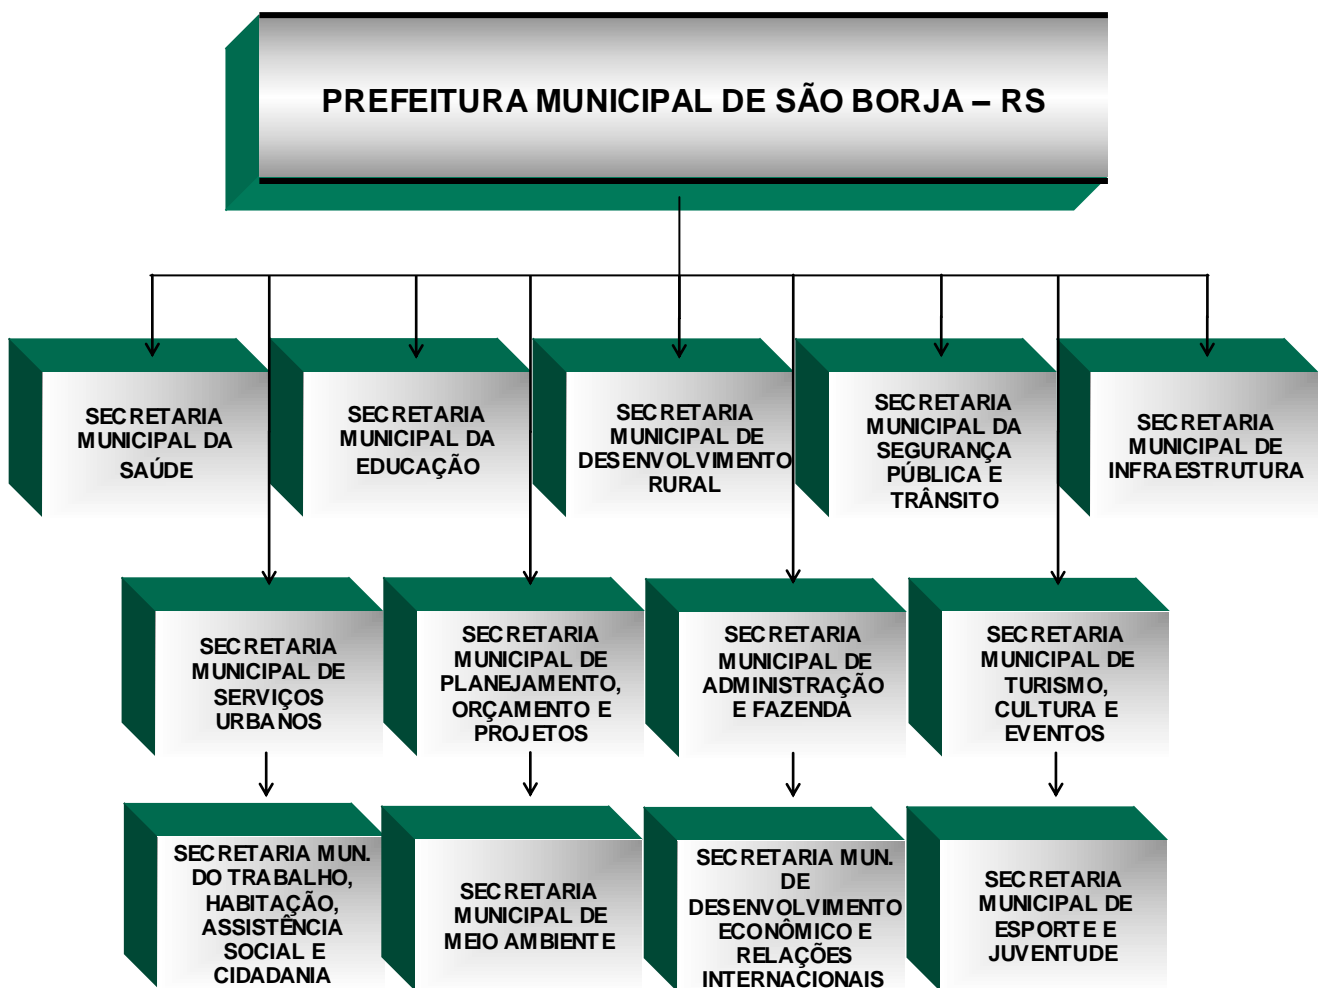 PREFEITURA MUNICIPAL DE SÃO BORJA – RS
SECRETARIA
MUNICIPAL DA
SAÚDE
SECRETARIA
MUNICIPAL DA
EDUCAÇÃO
SECRETARIA
MUNICIPAL DE
DESENVOLVIMENTO
RURAL
SECRETARIA
MUNICIPAL DA
SEGURANÇA
PÚBLICA E
TRÂNSITO
SECRETARIA
MUNICIPAL DE
INFRAESTRUTURA
SECRETARIA
MUNICIPAL DE
SERVIÇOS
URBANOS
SECRETARIA
MUNICIPAL DE
PLANEJAMENTO,
ORÇAMENTO E
PROJETOS
SECRETARIA
MUNICIPAL DE
ADMINISTRAÇÃO
E FAZENDA
SECRETARIA
MUNICIPAL DE
TURISMO,
CULTURA E
EVENTOS
SECRETARIA MUN.
DO TRABALHO,
HABITAÇÃO,
ASSISTÊNCIA
SOCIAL E
CIDADANIA
SECRETARIA
MUNICIPAL DE
MEIO AMBIENTE
SECRETARIA MUN.
DE
DESENVOLVIMENTO
ECONÔMICO E
RELAÇÕES
INTERNACIONAIS
SECRETARIA
MUNICIPAL DE
ESPORTE E
JUVENTUDE